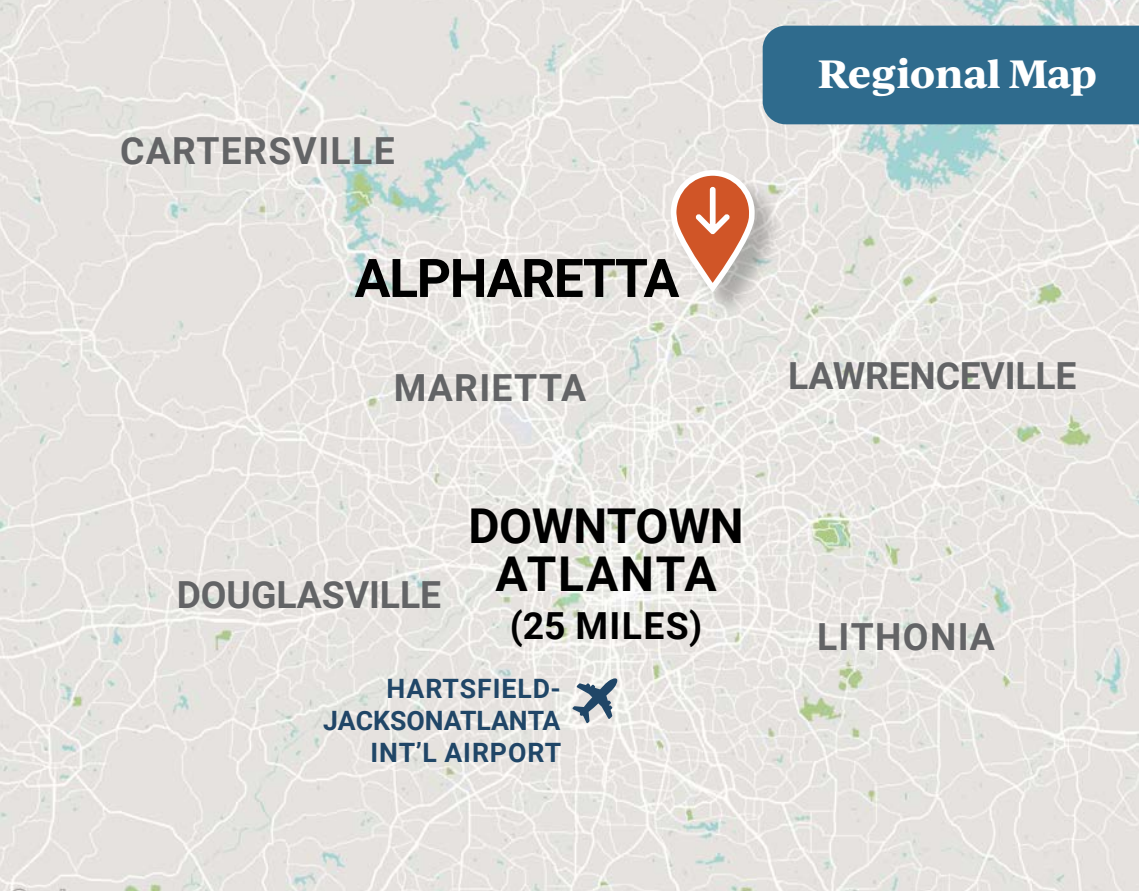 Regional Map
CARTERSVILLE
ALPHARETTA
MARIETTA
LAWRENCEVILLE
DOWNTOWN
ATLANTA
(25 MILES)
DOUGLASVILLE
LITHONIA
HARTSFIELD-
JACKSONATLANTA
INT'L AIRPORT